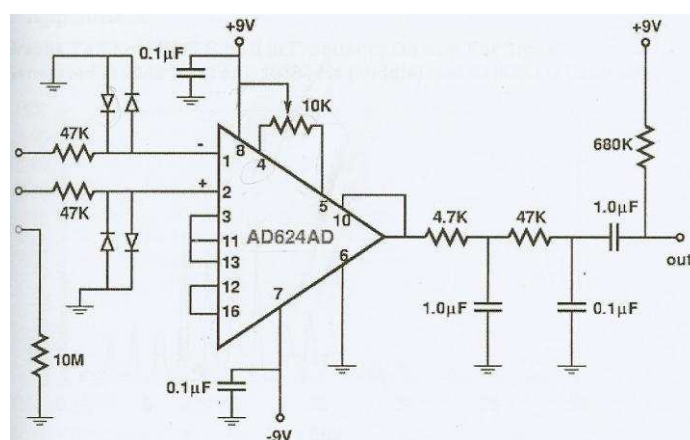 +9V
+9V
0.1µF
10K
47K
680K
-
8
4
1
+
2
5
1.0µF
47K
3
10
AD624AD
4.7K
47K
11
13
6
out
12
7
16
1.0µF
0.1µF
10M
0.1µF
-9V